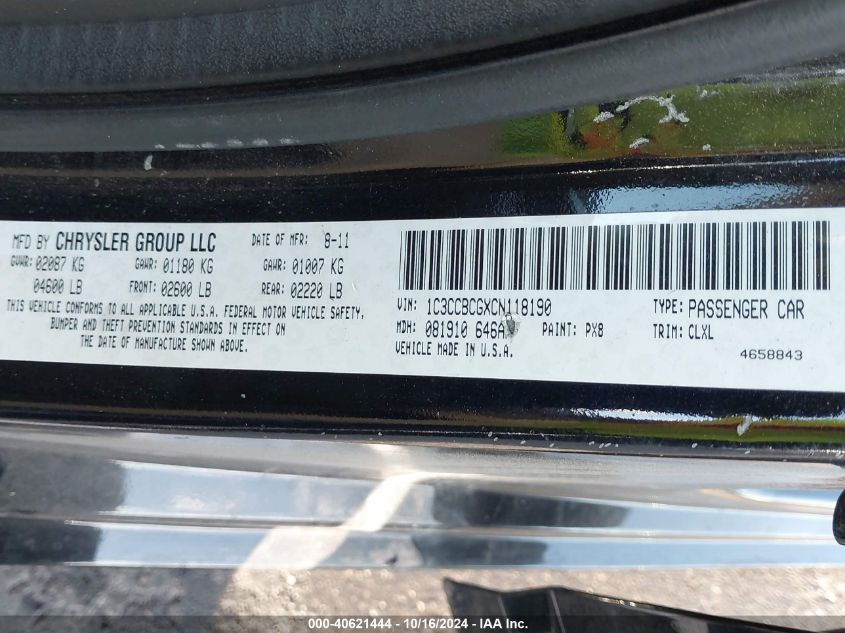 MFD BY CHRYSLER GROUP LLC DATE OF MFR: 8-11
GVWR: 02087 KG GAWR: 01180 KG GAWR: 01007 KG
04600 LB FRONT: 02600 LB REAR: 02220 LB
THIS VEHICLE CONFORMS TO ALL APPLICABLE U.S.A. FEDERAL MOTOR VEHICLE SAFETY,
BUMPER AND THEFT PREVENTION STANDARDS IN EFFECT ON
THE DATE OF MANUFACTURE SHOWN ABOVE.
VIN: 1C3CCBCGXCN118190 TYPE: PASSENGER CAR
MDH: 081910 646A PAINT: PX8 TRIM: CLXL
VEHICLE MADE IN U.S.A. 4658843
000-40621444 - 10/16/2024 - IAA Inc.